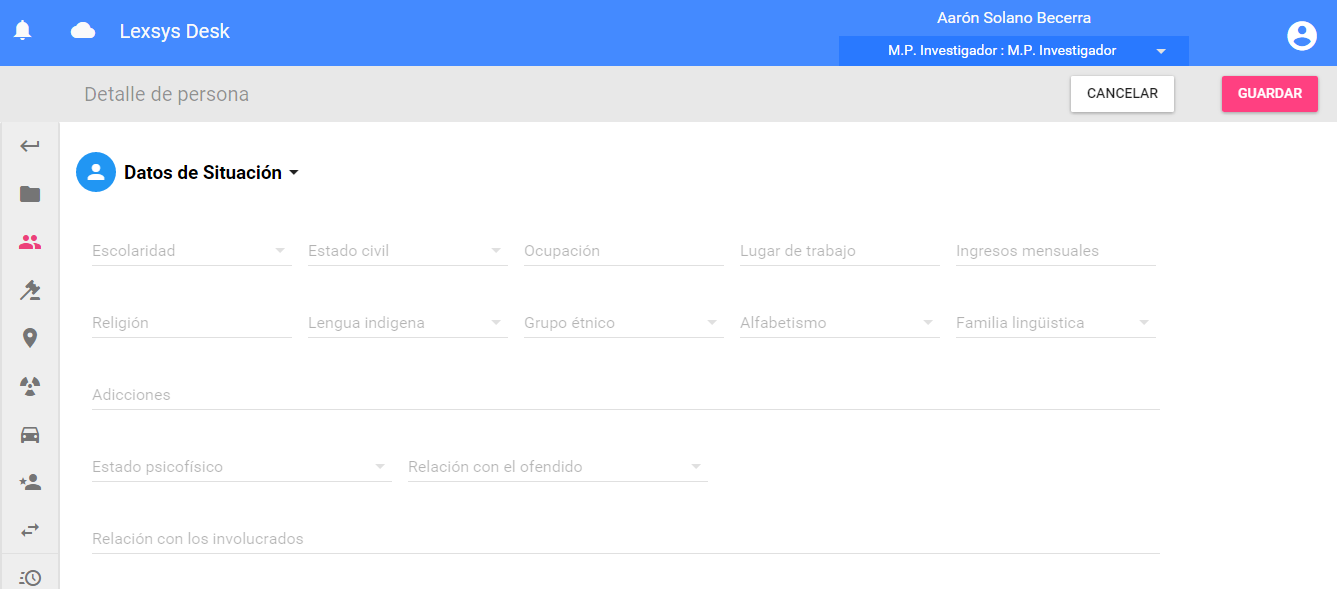 Lexsys Desk
Aarón Solano Becerra
M.P. Investigador : M.P. Investigador
Detalle de persona
CANCELAR
GUARDAR
Datos de Situación
Escolaridad Estado civil Ocupación Lugar de trabajo Ingresos mensuales
Religión Lengua indigena Grupo étnico Alfabetismo Familia lingüistica
Adicciones
Estado psicofísico Relación con el ofendido
Relación con los involucrados